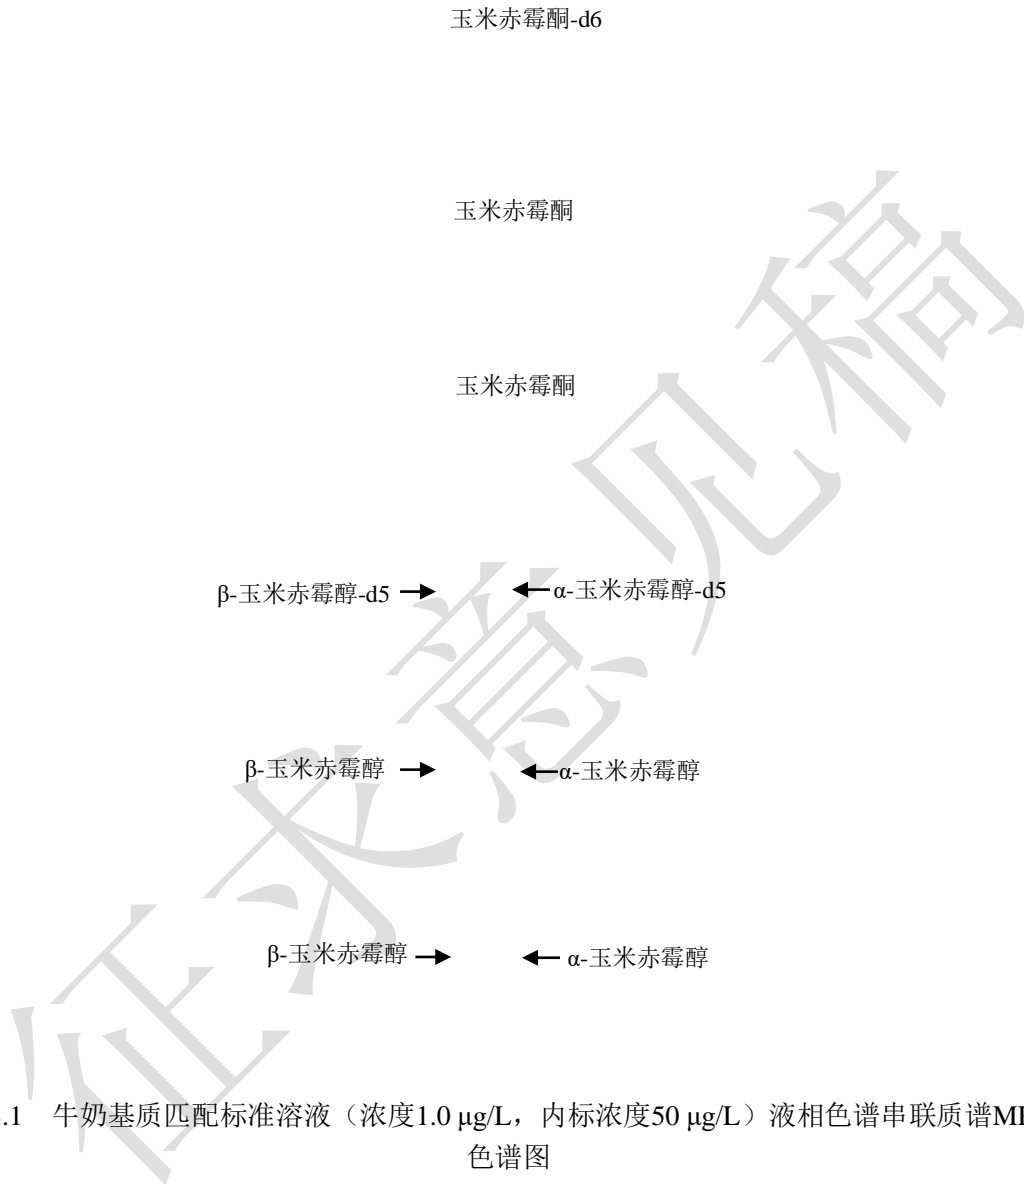 玉米赤霉酮-d6
玉米赤霉酮
玉米赤霉酮
β-玉米赤霉醇-d5 α-玉米赤霉醇-d5
β-玉米赤霉醇 α-玉米赤霉醇
β-玉米赤霉醇 α-玉米赤霉醇
.1 牛奶基质匹配标准溶液（浓度1.0 μg/L，内标浓度50 μg/L）液相色谱串联质谱M
色谱图
征求意见稿